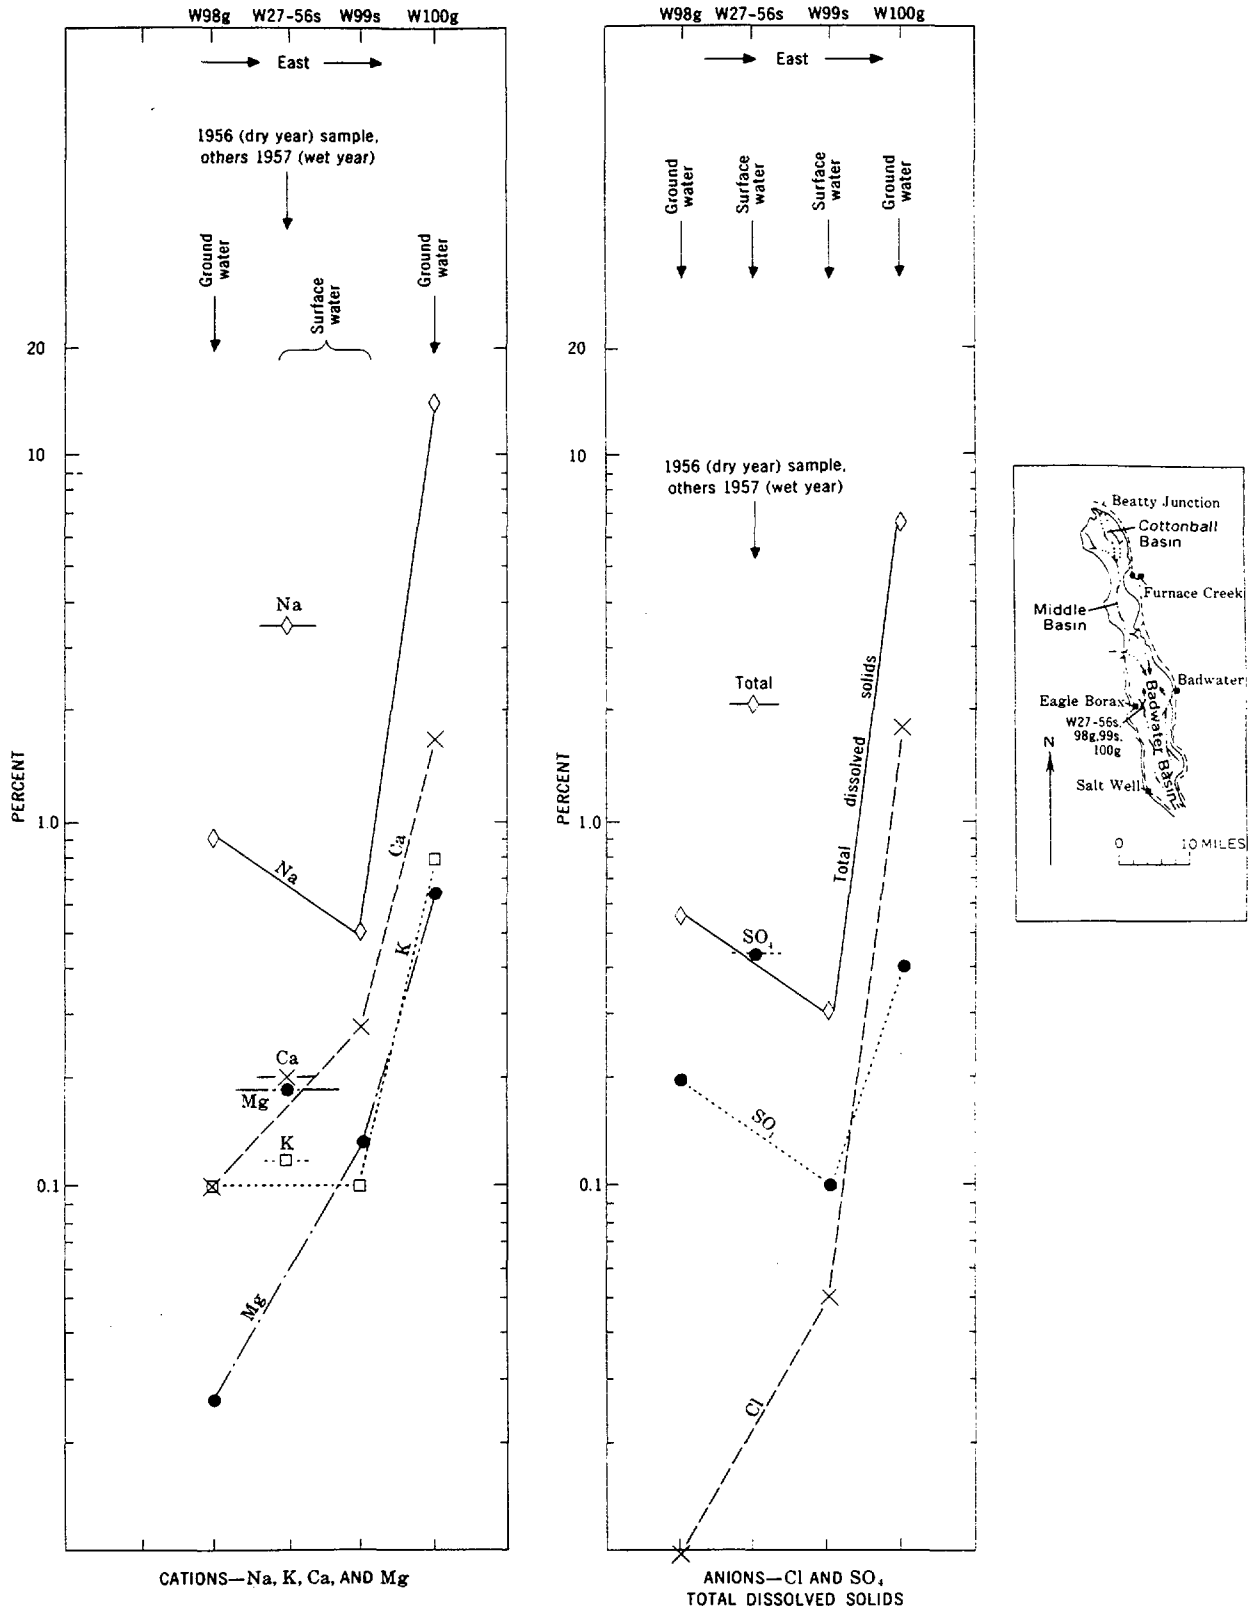 W98g W27-56s W99s W100g
East
1956 (dry year) sample,
others 1957 (wet year)
Ground
water
Surface
water
Ground
water
20
10
1.0
0.1
PERCENT
Na
Na
Ca
K
Ca
Mg
K
Mg
CATIONS—Na, K, Ca, AND Mg
W98g W27-56s W99s W100g
East
Ground
water
Surface
water
Surface
water
Ground
water
20
10
1.0
0.1
PERCENT
1956 (dry year) sample,
others 1957 (wet year)
Total
Total dissolved solids
SO₄
SO₄
Cl
ANIONS—Cl AND SO₄
TOTAL DISSOLVED SOLIDS
Beatty Junction
Cottonball
Basin
Furnace Creek
Middle
Basin
Badwater
Badwater Basin
Eagle Borax
W27-56s,
98g,99s,
100g
N
Salt Well
0 10 MILES